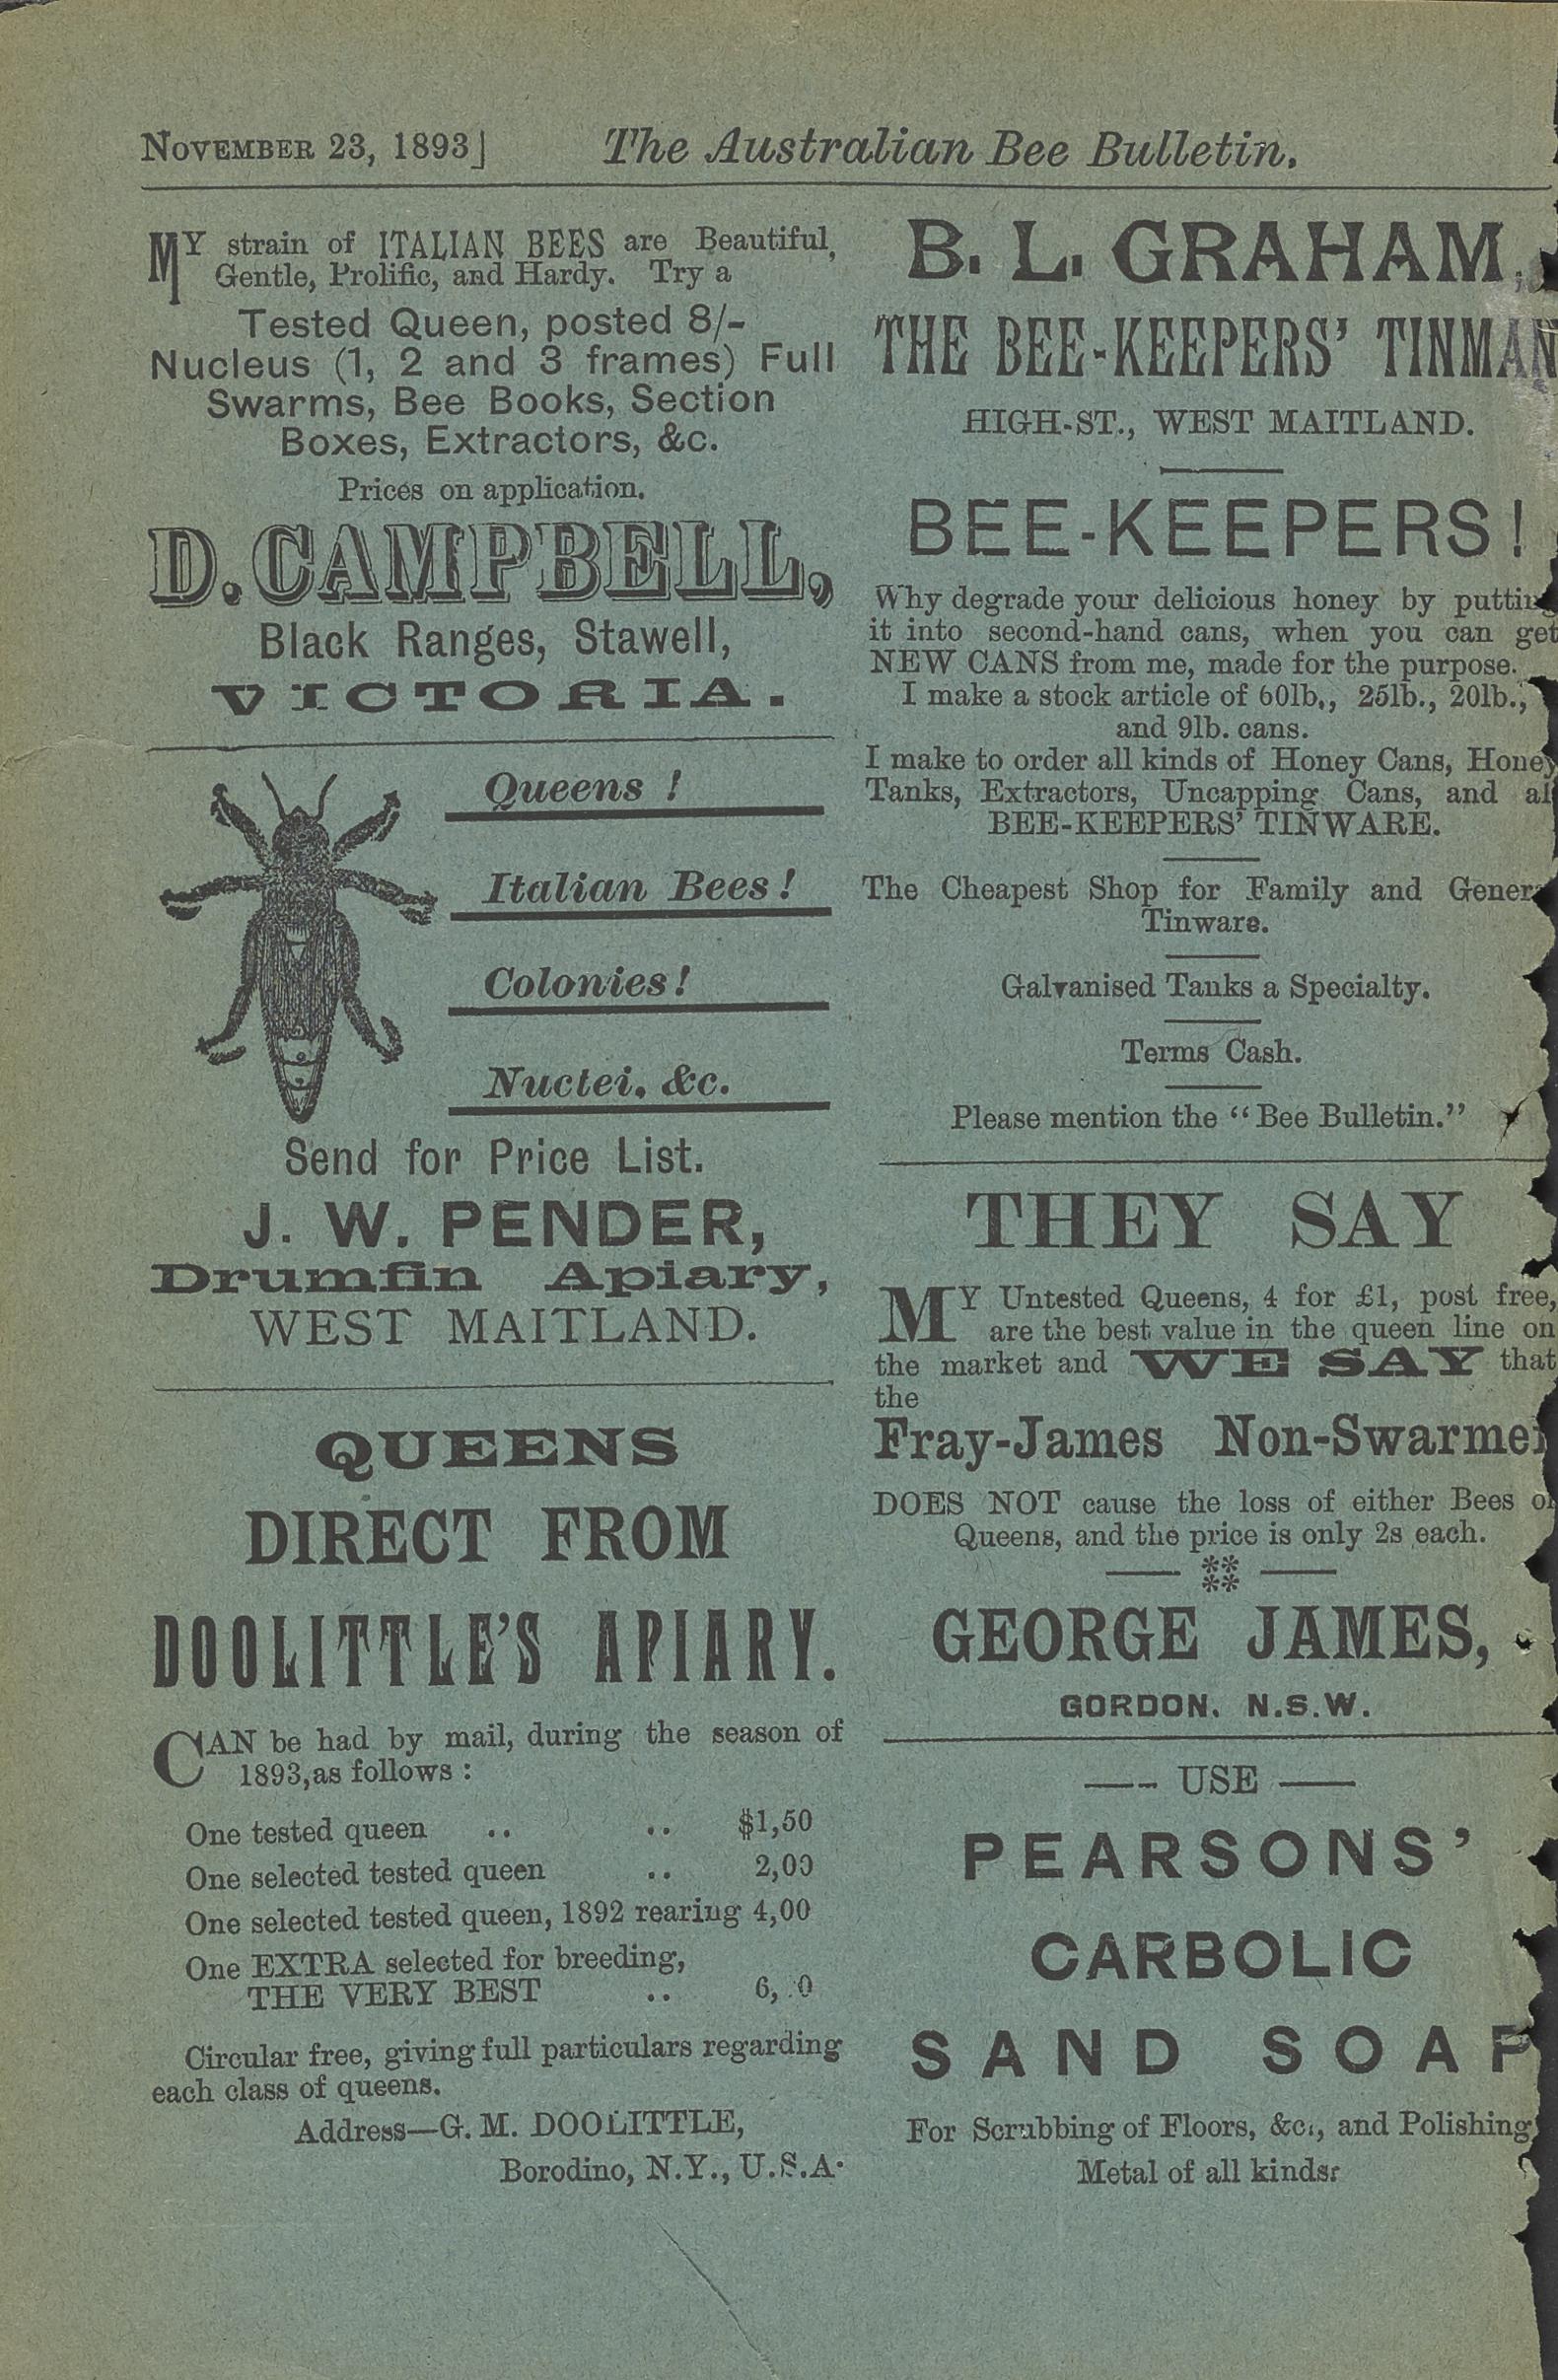 NOVEMBER 23, 1893] The Australian Bee Bulletin.
MY strain of ITALIAN BEES are Beautiful,
Gentle, Prolific, and Hardy. Try a
Tested Queen, posted 8/-
Nucleus (1, 2 and 3 frames) Full
Swarms, Bee Books, Section
Boxes, Extractors, &c.
Prices on application.
D. CAMPBELL,
Black Ranges, Stawell,
VICTORIA.
Queens !
Italian Bees !
Colonies !
Nuctei, &c.
Send for Price List.
J. W. PENDER,
Drumfin Apiary,
WEST MAITLAND.
QUEENS
DIRECT FROM
DOOLITTLE'S APIARY.
CAN be had by mail, during the season of
1893,as follows :
One tested queen .. .. $1,50
One selected tested queen .. 2,00
One selected tested queen, 1892 rearing 4,00
One EXTRA selected for breeding,
THE VERY BEST .. 6, 0
Circular free, giving full particulars regarding
each class of queens.
Address—G. M. DOOLITTLE,
Borodino, N.Y., U.S.A.
B. L. GRAHAM,
THE BEE-KEEPERS' TINMAN
HIGH-ST., WEST MAITLAND.
BEE-KEEPERS!
Why degrade your delicious honey by putting
it into second-hand cans, when you can get
NEW CANS from me, made for the purpose.
I make a stock article of 60lb., 25lb., 20lb.,
and 9lb. cans.
I make to order all kinds of Honey Cans, Honey
Tanks, Extractors, Uncapping Cans, and al
BEE-KEEPERS' TINWARE.
The Cheapest Shop for Family and Genera
Tinware.
Galvanised Tanks a Specialty.
Terms Cash.
Please mention the "Bee Bulletin."
THEY SAY
MY Untested Queens, 4 for £1, post free,
are the best value in the queen line on
the market and WE SAY that
the
Fray-James Non-Swarmer
DOES NOT cause the loss of either Bees or
Queens, and the price is only 2s each.
GEORGE JAMES,
GORDON, N.S.W.
—— USE ——
PEARSONS'
CARBOLIC
SAND SOAP
For Scrubbing of Floors, &c., and Polishing
Metal of all kinds: